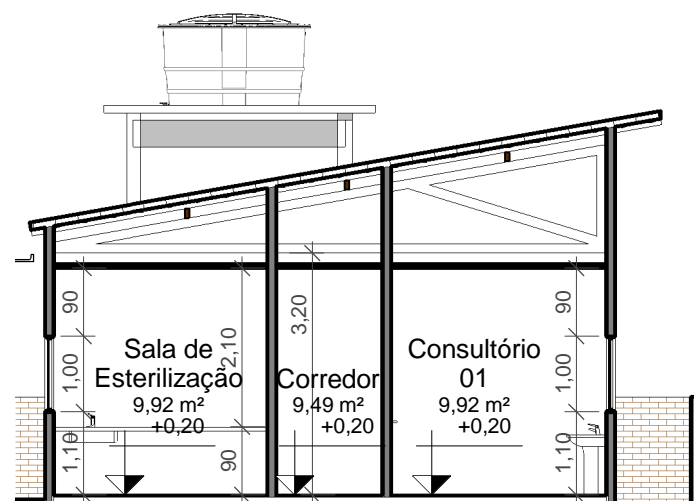 90
90
3,20
2,10
1,00
1,00
Sala de
Esterilização
9,92 m²
+0,20
Corredor
9,49 m²
+0,20
Consultório
01
9,92 m²
+0,20
1,10
90
1,10